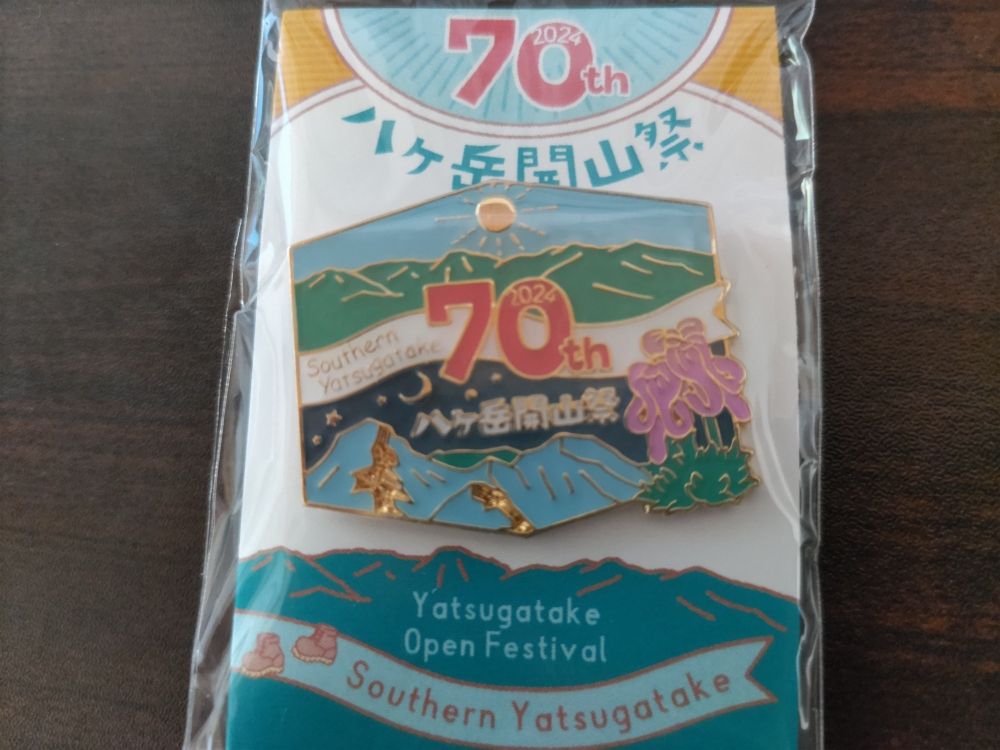 2024
70th
八ヶ岳開山祭
2024
70th
Southern
Yatsugatake
八ヶ岳開山祭
Yatsugatake
Open Festival
Southern Yatsugatake